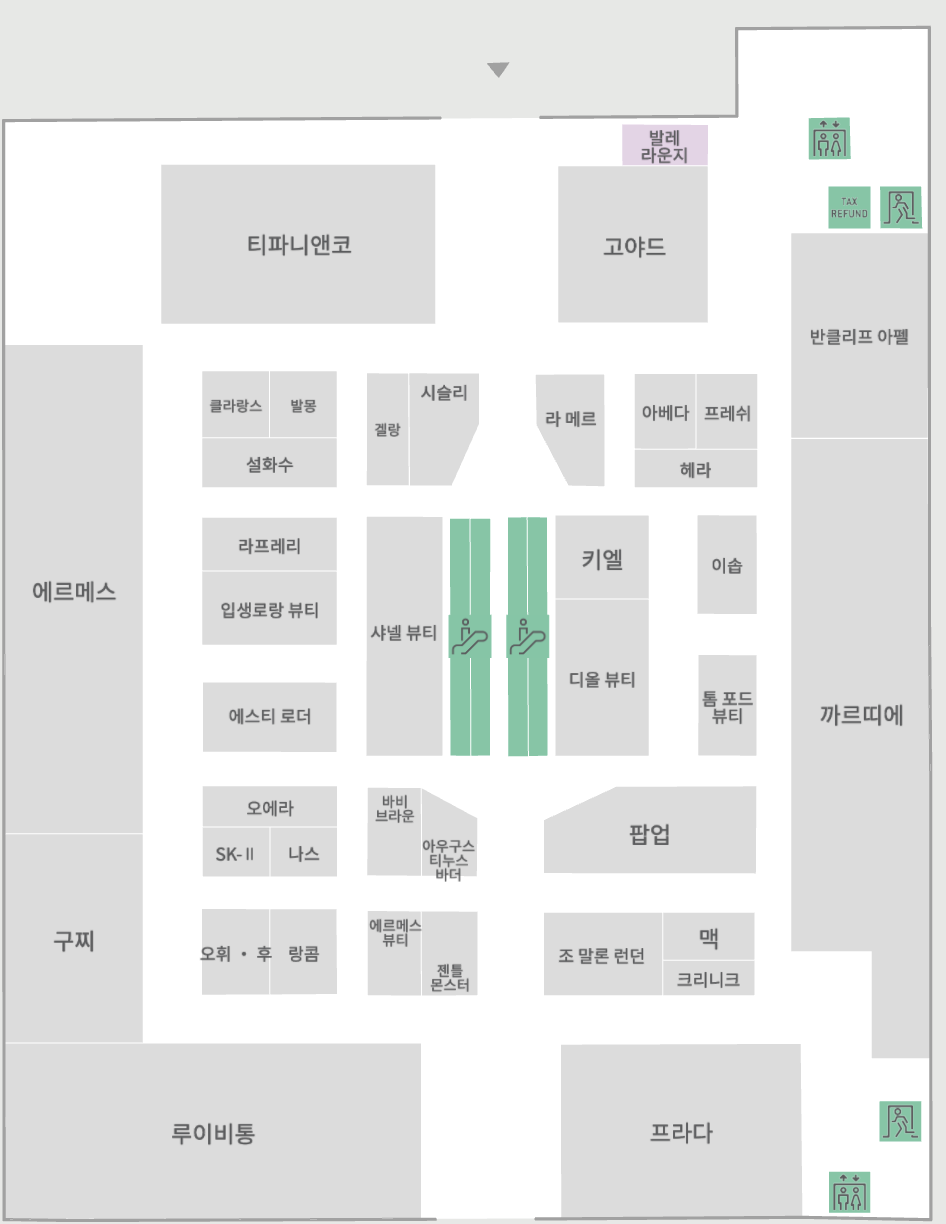 발레
라운지
TAX
REFUND
티파니앤코
고야드
반클리프 아펠
클라랑스
발몽
설화수
겔랑
시슬리
라 메르
아베다
프레쉬
헤라
에르메스
라프레리
입생로랑 뷰티
에스티 로더
샤넬 뷰티
키엘
디올 뷰티
이솝
톰 포드
뷰티
까르띠에
오에라
SK-Ⅱ
나스
바비
브라운
아우구스
티누스
바더
팝업
구찌
오휘 • 후
랑콤
에르메스
뷰티
젠틀
몬스터
조 말론 런던
맥
크리니크
루이비통
프라다